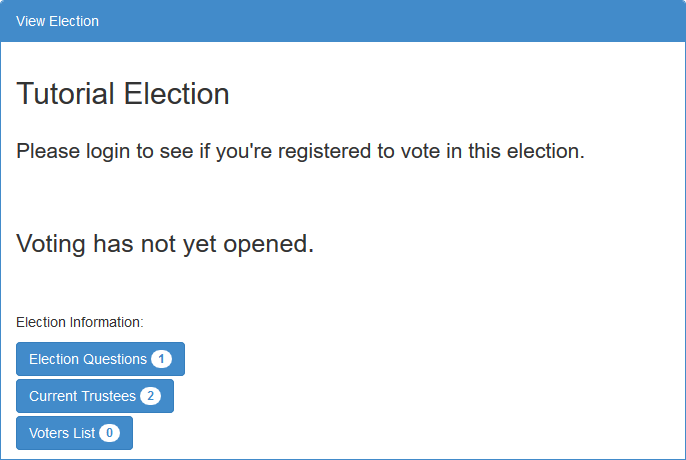 View Election
Tutorial Election
Please login to see if you're registered to vote in this election.
Voting has not yet opened.
Election Information:
Election Questions 1
Current Trustees 2
Voters List 0